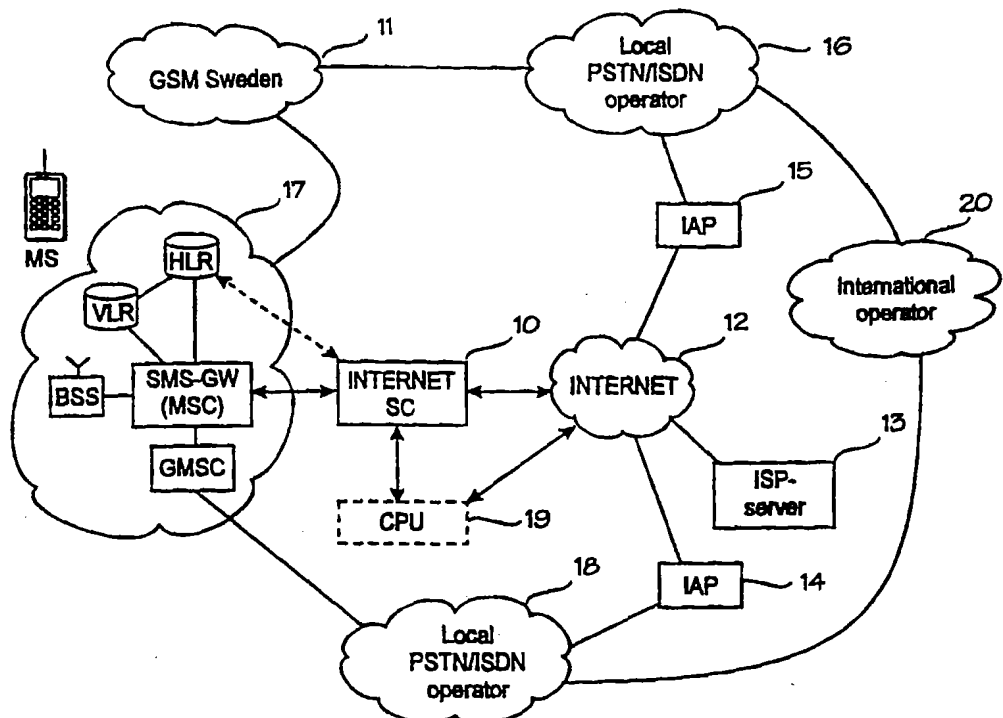 11
GSM Sweden
Local
PSTN/ISDN
operator
16
MS
17
HLR
VLR
BSS
SMS-GW
(MSC)
GMSC
15
IAP
20
International
operator
10
INTERNET
SC
12
INTERNET
13
ISP-
server
CPU
19
IAP
14
18
Local
PSTN/ISDN
operator